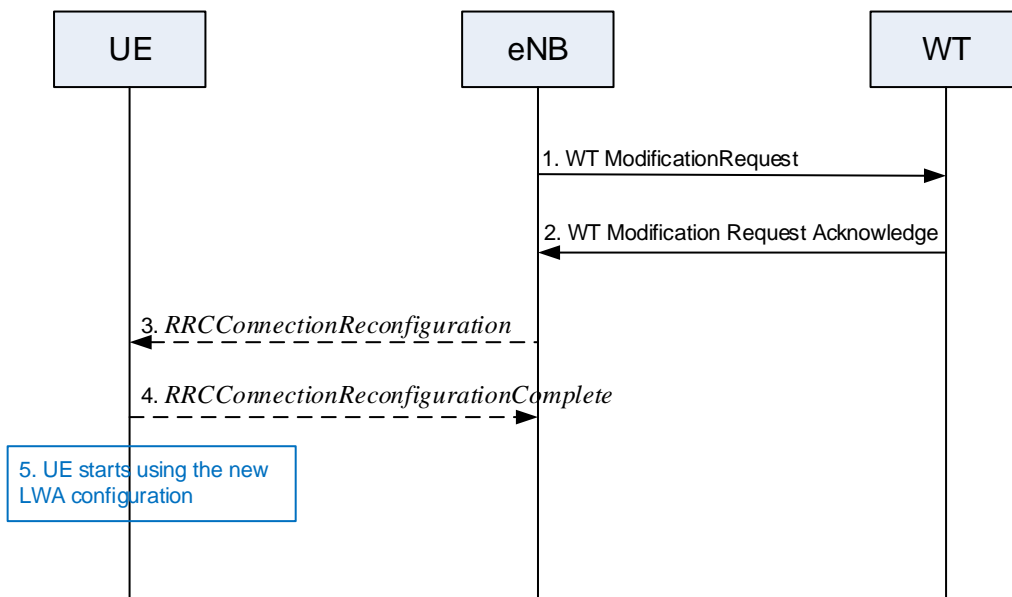 UE
eNB
WT
1. WT ModificationRequest
2. WT Modification Request Acknowledge
3. RRCConnectionReconfiguration
4. RRCConnectionReconfigurationComplete
5. UE starts using the new
LWA configuration